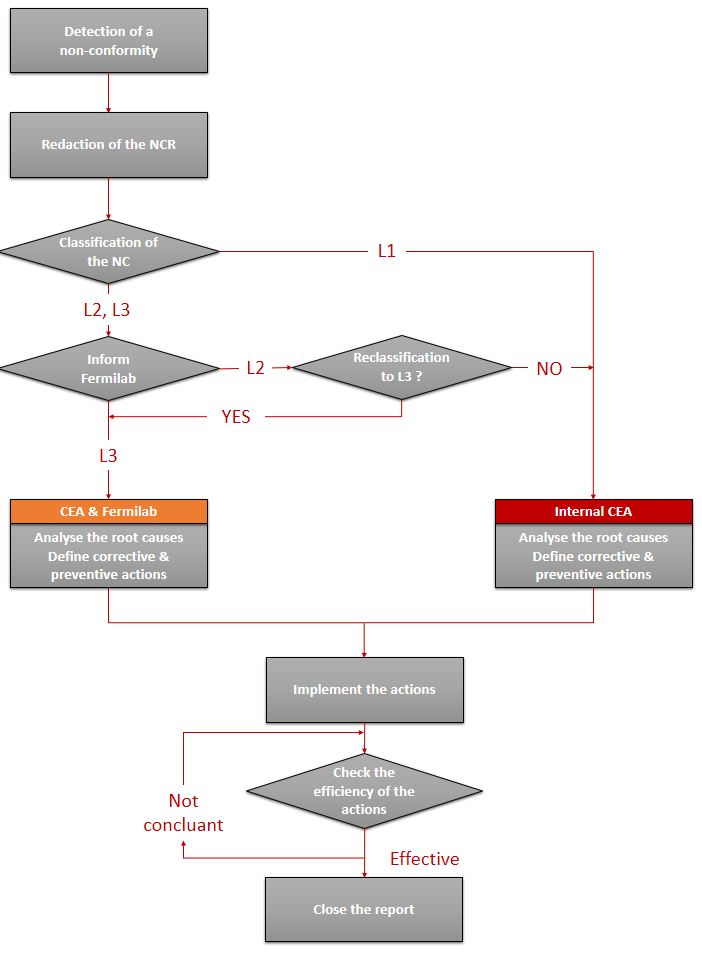 Detection of a
non-conformity
Redaction of the NCR
Classification of
the NC
L1
L2, L3
Inform
Fermilab
L2
Reclassification
to L3 ?
NO
YES
L3
CEA & Fermilab
Analyse the root causes
Define corrective &
preventive actions
Internal CEA
Analyse the root causes
Define corrective &
preventive actions
Implement the actions
Check the
efficiency of the
actions
Not
concluant
Effective
Close the report